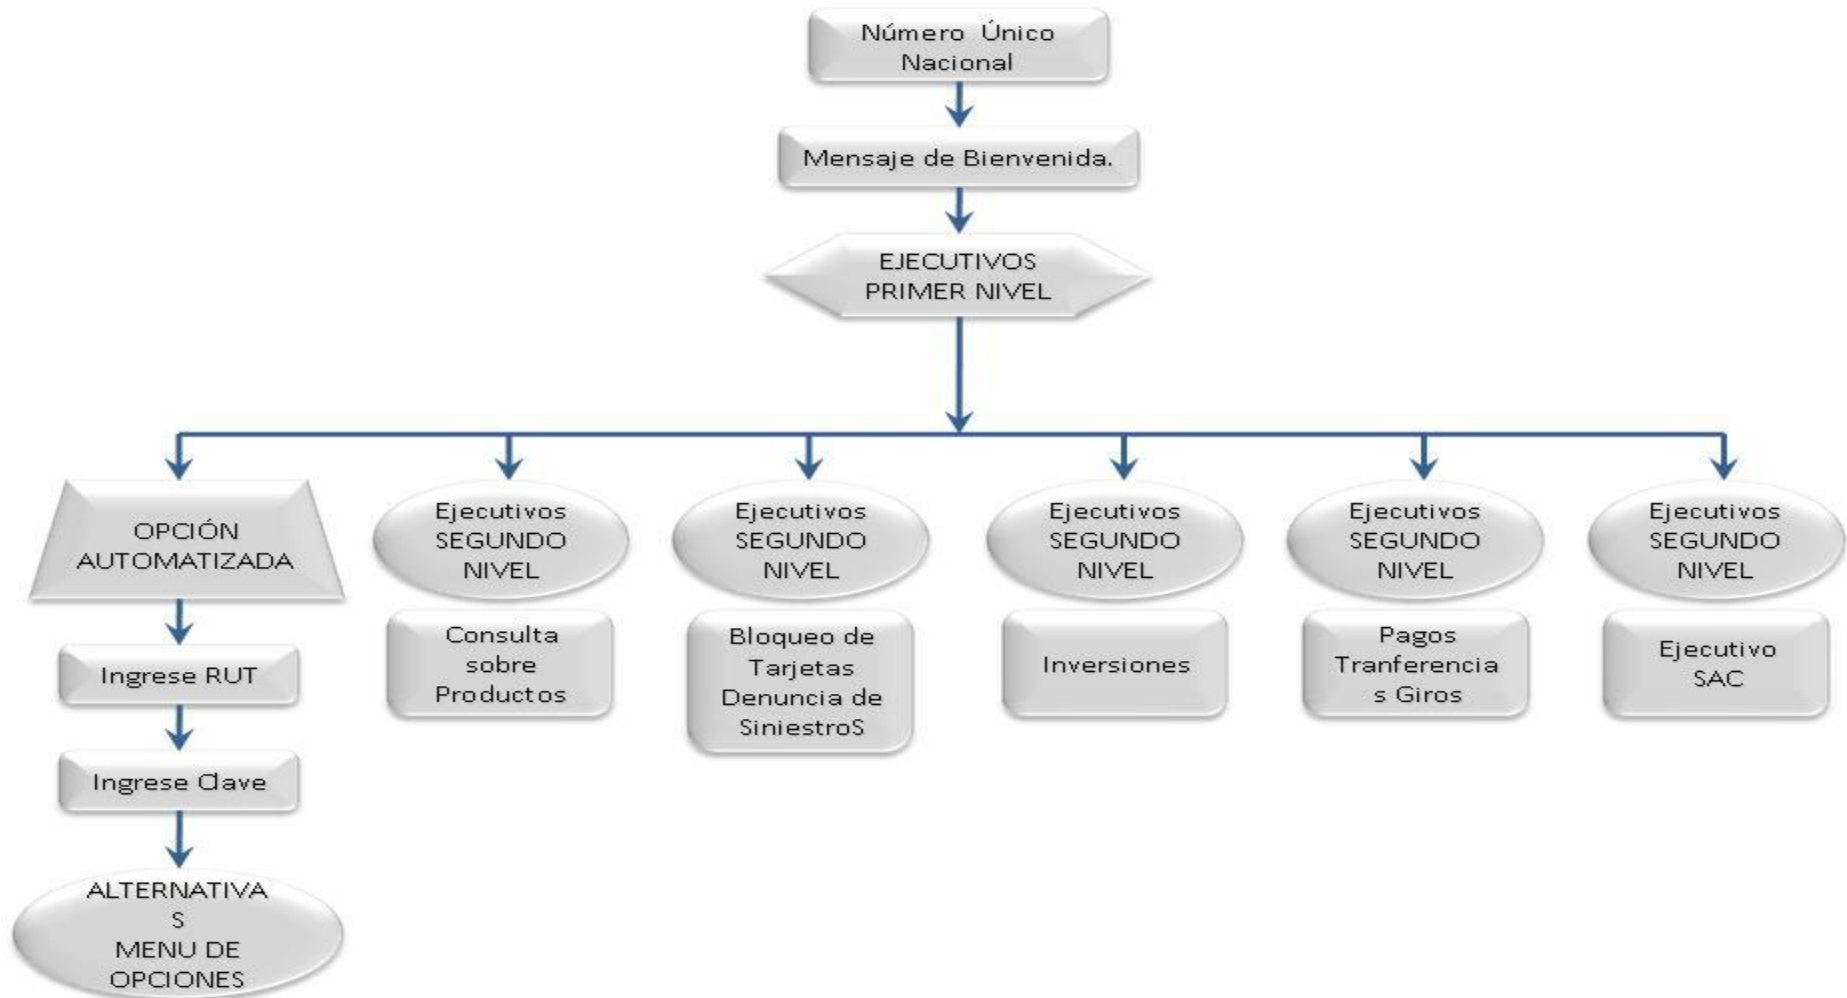 Número Único
Nacional
Mensaje de Bienvenida.
EJECUTIVOS
PRIMER NIVEL
OPCIÓN
AUTOMATIZADA
Ingrese RUT
Ingrese Clave
ALTERNATIVA
S
MENU DE
OPCIONES
Ejecutivos
SEGUNDO
NIVEL
Consulta
sobre
Productos
Ejecutivos
SEGUNDO
NIVEL
Bloqueo de
Tarjetas
Denuncia de
SiniestroS
Ejecutivos
SEGUNDO
NIVEL
Inversiones
Ejecutivos
SEGUNDO
NIVEL
Pagos
Tranferencia
s Giros
Ejecutivos
SEGUNDO
NIVEL
Ejecutivo
SAC